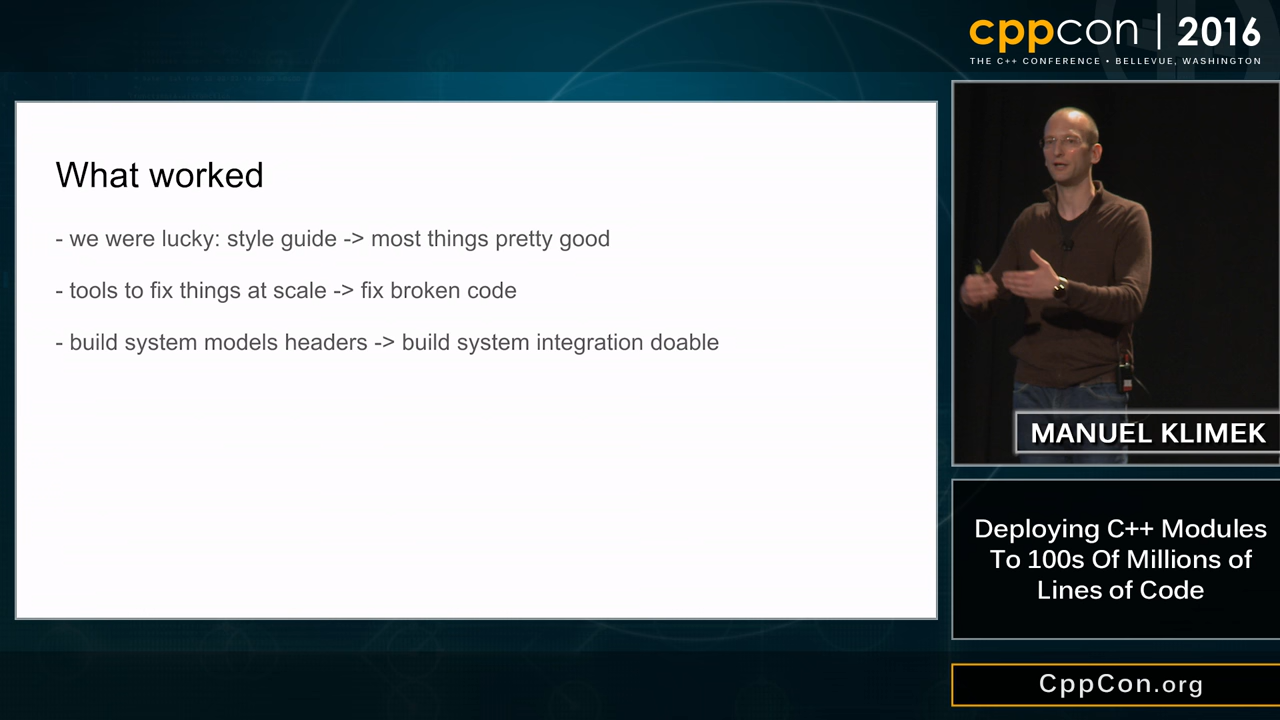 cppcon | 2016
THE C++ CONFERENCE • BELLEVUE, WASHINGTON
What worked
- we were lucky: style guide -> most things pretty good
- tools to fix things at scale -> fix broken code
- build system models headers -> build system integration doable
MANUEL KLIMEK
Deploying C++ Modules
To 100s Of Millions of
Lines of Code
CppCon.org